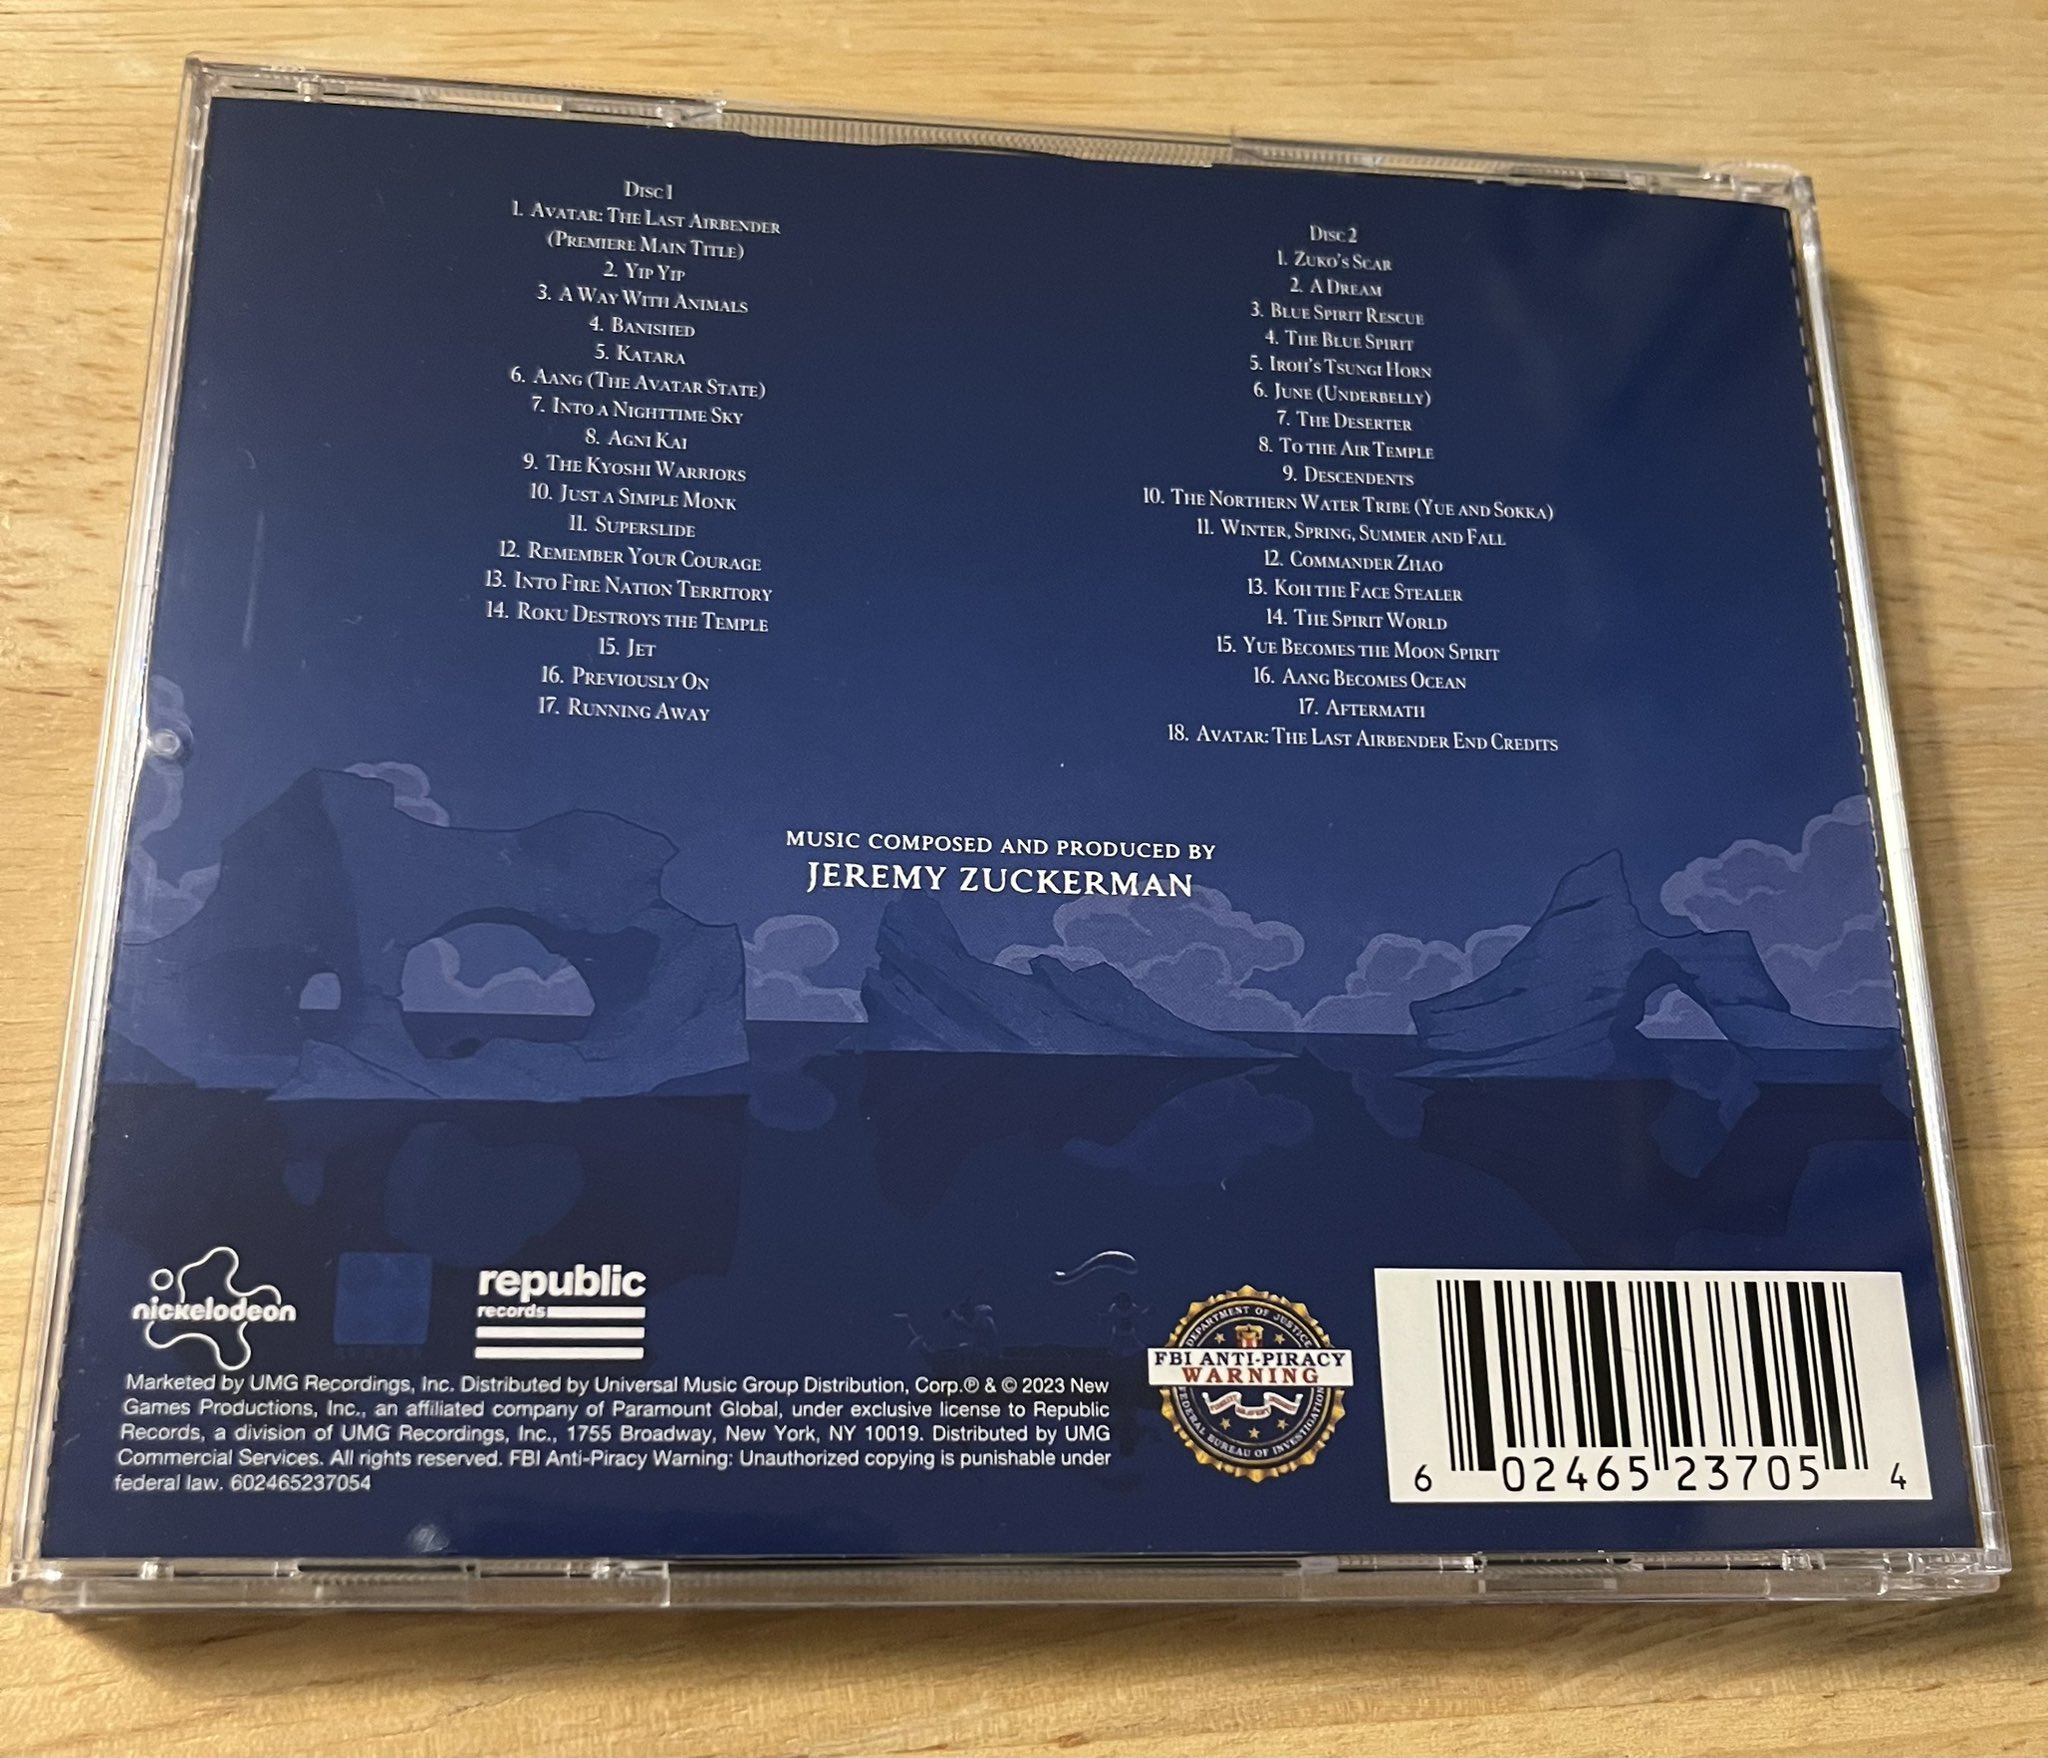 Disc 1
1. Avatar: The Last Airbender
(Premiere Main Title)
2. Yip Yip
3. A Way With Animals
4. Banished
5. Katara
6. Aang (The Avatar State)
7. Into a Nighttime Sky
8. Agni Kai
9. The Kyoshi Warriors
10. Just a Simple Monk
11. Superslide
12. Remember Your Courage
13. Into Fire Nation Territory
14. Roku Destroys the Temple
15. Jet
16. Previously On
17. Running Away
Disc 2
1. Zuko's Scar
2. A Dream
3. Blue Spirit Rescue
4. The Blue Spirit
5. Iroh's Tsungi Horn
6. June (Underbelly)
7. The Deserter
8. To the Air Temple
9. Descendents
10. The Northern Water Tribe (Yue and Sokka)
11. Winter, Spring, Summer and Fall
12. Commander Zhao
13. Koh the Face Stealer
14. The Spirit World
15. Yue Becomes the Moon Spirit
16. Aang Becomes Ocean
17. Aftermath
18. Avatar: The Last Airbender End Credits
MUSIC COMPOSED AND PRODUCED BY
JEREMY ZUCKERMAN
nickelodeon
republic
records
Marketed by UMG Recordings, Inc. Distributed by Universal Music Group Distribution, Corp.℗ & © 2023 New
Games Productions, Inc., an affiliated company of Paramount Global, under exclusive license to Republic
Records, a division of UMG Recordings, Inc., 1755 Broadway, New York, NY 10019. Distributed by UMG
Commercial Services. All rights reserved. FBI Anti-Piracy Warning: Unauthorized copying is punishable under
federal law. 602465237054
DEPARTMENT OF JUSTICE
FBI ANTI-PIRACY
WARNING
FEDERAL BUREAU OF INVESTIGATION
6 02465 23705 4